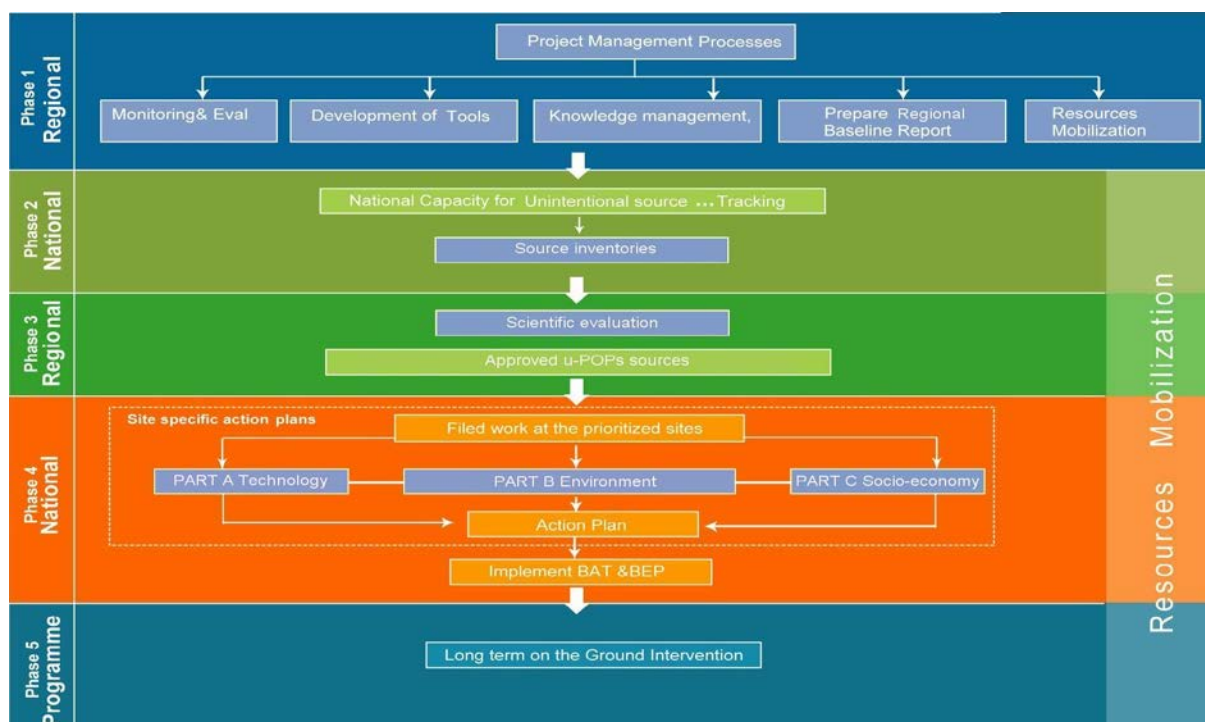 Phase 1
Regional
Project Management Processes
Monitoring& Eval
Development of Tools
Knowledge management,
Prepare Regional
Baseline Report
Resources
Mobilization
Phase 2
National
National Capacity for Unintentional source ...Tracking
Source inventories
Phase 3
Regional
Scientific evaluation
Approved u-POPs sources
Phase 4
National
Site specific action plans
Filed work at the prioritized sites
PART A Technology
PART B Environment
PART C Socio-economy
Action Plan
Implement BAT &BEP
Phase 5
Programme
Long term on the Ground Intervention
Resources Mobilization